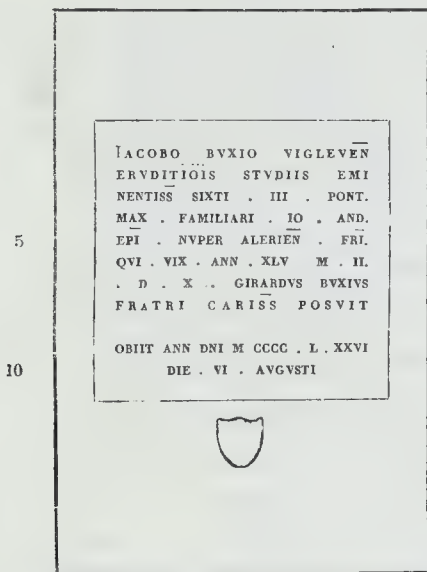 IACOBO BVXIO VIGLEVEN̅
ERVDITIOIS STVDIIS EMI
NENTISS̅ SIXTI . III . PONT.
MAX . FAMILIARI . IO . AND.
5 EPI̅ . NVPER ALERIEN̅ . FRI̅.
QVI . VIX . ANN . XLV M . II.
. D . X . GIRARDVS BVXIVS
FRATRI CARISS̅ POSVIT
OBIIT ANN DNI M CCCC . L . XXVI
10 DIE . VI . AVGVSTI